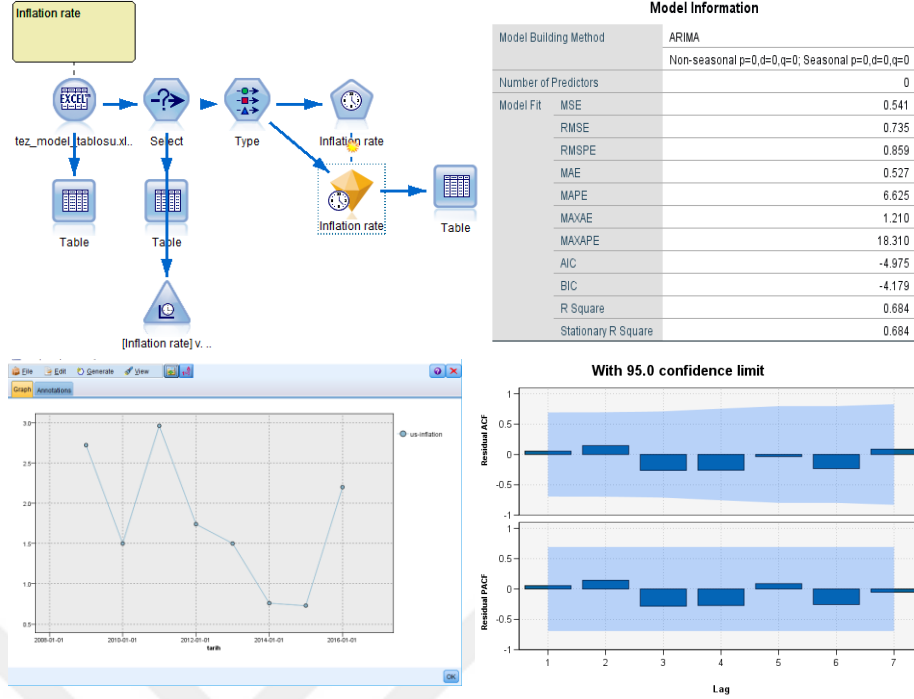 Inflation rate
EXCEL
tez_model_tablosu.xl..
Select
Type
Inflation rate
Table
Table
Inflation rate
Table
[Inflation rate] v. ..
Model Information
Model Building Method ARIMA
Non-seasonal p=0,d=0,q=0; Seasonal p=0,d=0,q=0
Number of Predictors 0
Model Fit MSE 0.541
RMSE 0.735
RMSPE 0.859
MAE 0.527
MAPE 6.625
MAXAE 1.210
MAXAPE 18.310
AIC -4.975
BIC -4.179
R Square 0.684
Stationary R Square 0.684
File Edit Generate View
Graph Annotations
3.0
2.5
2.0
1.5
1.0
0.5
2008-01-01 2010-01-01 2012-01-01 2014-01-01 2016-01-01
tarih
us-inflation
OK
With 95.0 confidence limit
Residual ACF
1
0.5
0
-0.5
-1
Residual PACF
1
0.5
0
-0.5
-1
1 2 3 4 5 6 7
Lag